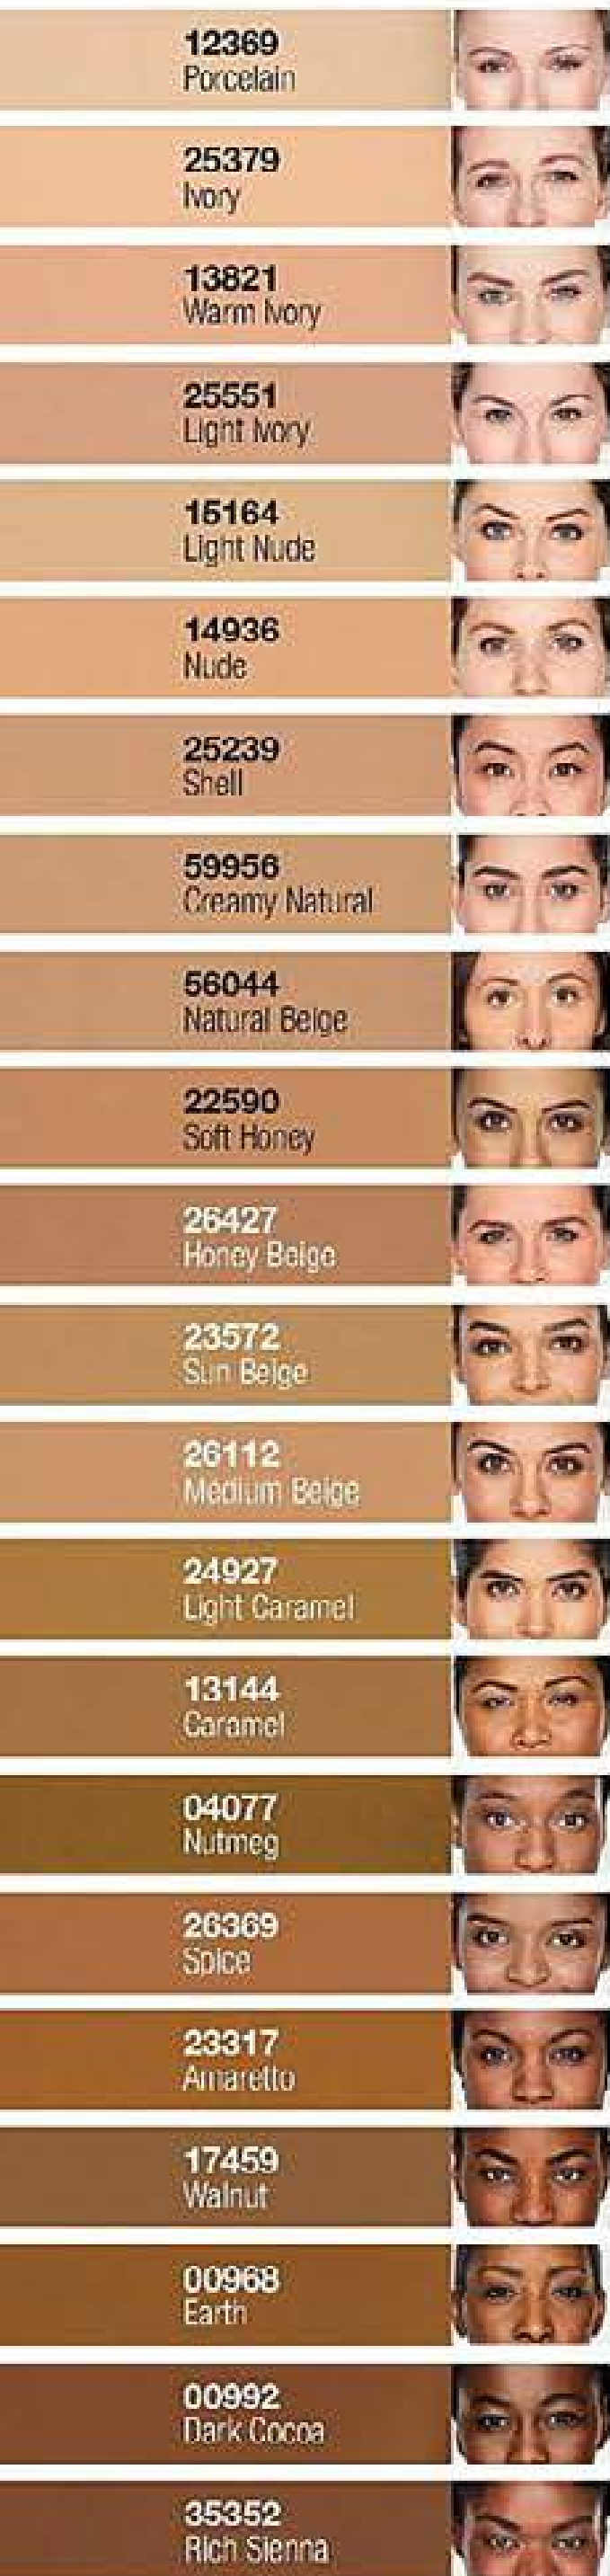 12369
Porcelain
25379
Ivory
13821
Warm Ivory
25551
Light Ivory
15164
Light Nude
14936
Nude
25239
Shell
59956
Creamy Natural
56044
Natural Beige
22590
Soft Honey
26427
Honey Beige
23572
Sun Beige
26112
Medium Beige
24927
Light Caramel
13144
Caramel
04077
Nutmeg
26369
Spice
23317
Amaretto
17459
Walnut
00968
Earth
00992
Dark Cocoa
35352
Rich Sienna